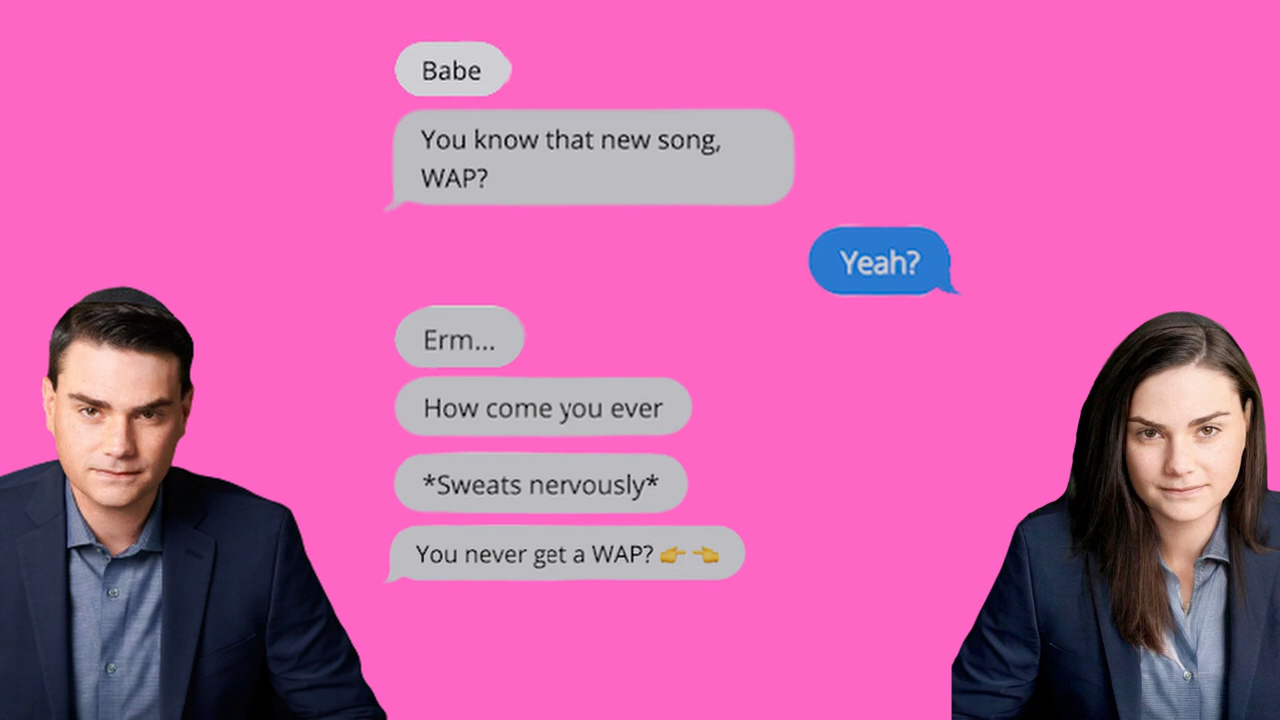 Babe
You know that new song,
WAP?
Yeah?
Erm...
How come you ever
*Sweats nervously*
You never get a WAP? 👉 👈